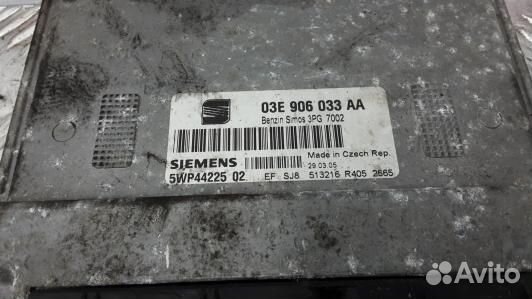 03E 906 033 AA
Benzin Simos 3PG 7002
SIEMENS
Made in Czech Rep.
29.03.05
5WP44225 02
EF SJ8 513216 R405 2665
Avito